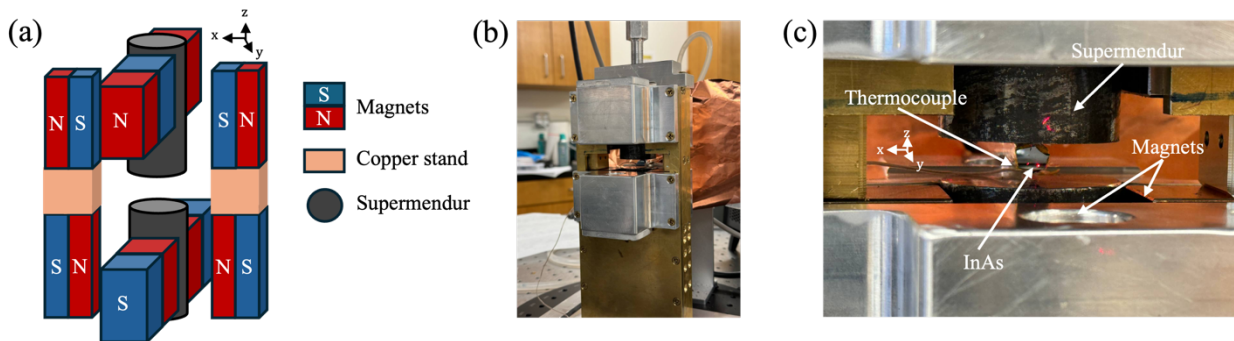 (a)
z
x
y
N
S
N
S
N
S
N
S
N
S
S
N
S
Magnets
Copper stand
Supermendur
(b)
(c)
Supermendur
Thermocouple
z
x
y
Magnets
InAs